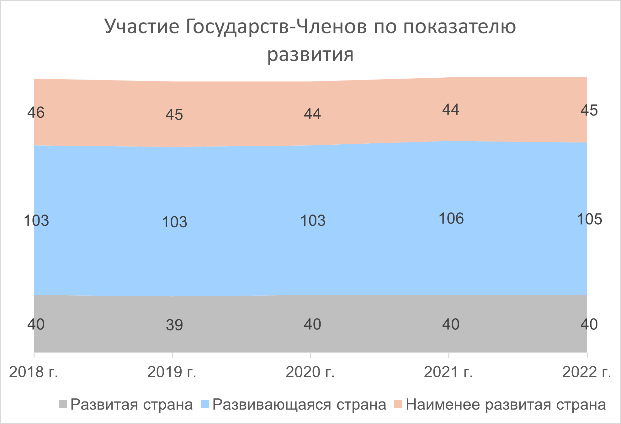 Участие Государств-Членов по показателю
развития
46 45 44 44 45
103 103 103 106 105
40 39 40 40 40
2018 г. 2019 г. 2020 г. 2021 г. 2022 г.
Развитая страна Развивающаяся страна Наименее развитая страна